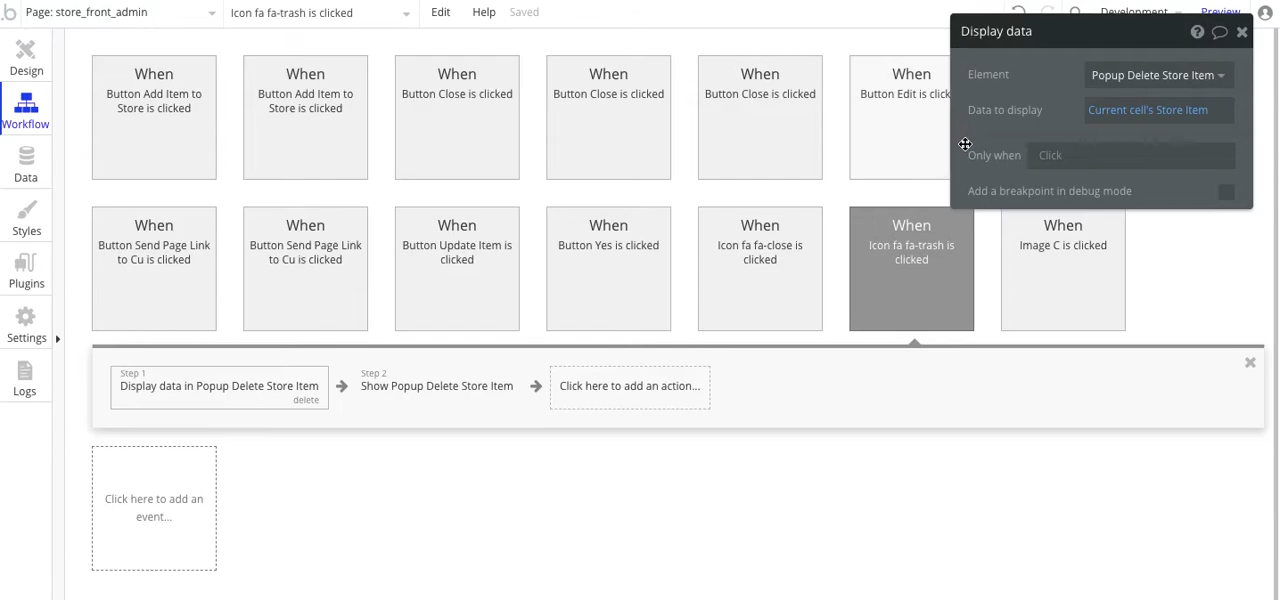 Page: store_front_admin
Icon fa fa-trash is clicked
Edit
Help
Saved
Development
Preview
Design
Workflow
Data
Styles
Plugins
Settings
Logs
When
Button Add Item to
Store is clicked
When
Button Add Item to
Store is clicked
When
Button Close is clicked
When
Button Close is clicked
When
Button Close is clicked
When
Button Edit is click
Display data
Element
Popup Delete Store Item
Data to display
Current cell's Store Item
Only when
Click
Add a breakpoint in debug mode
When
Button Send Page Link
to Cu is clicked
When
Button Send Page Link
to Cu is clicked
When
Button Update Item is
clicked
When
Button Yes is clicked
When
Icon fa fa-close is
clicked
When
Icon fa fa-trash is
clicked
When
Image C is clicked
Step 1
Display data in Popup Delete Store Item
delete
Step 2
Show Popup Delete Store Item
Click here to add an action...
Click here to add an
event...